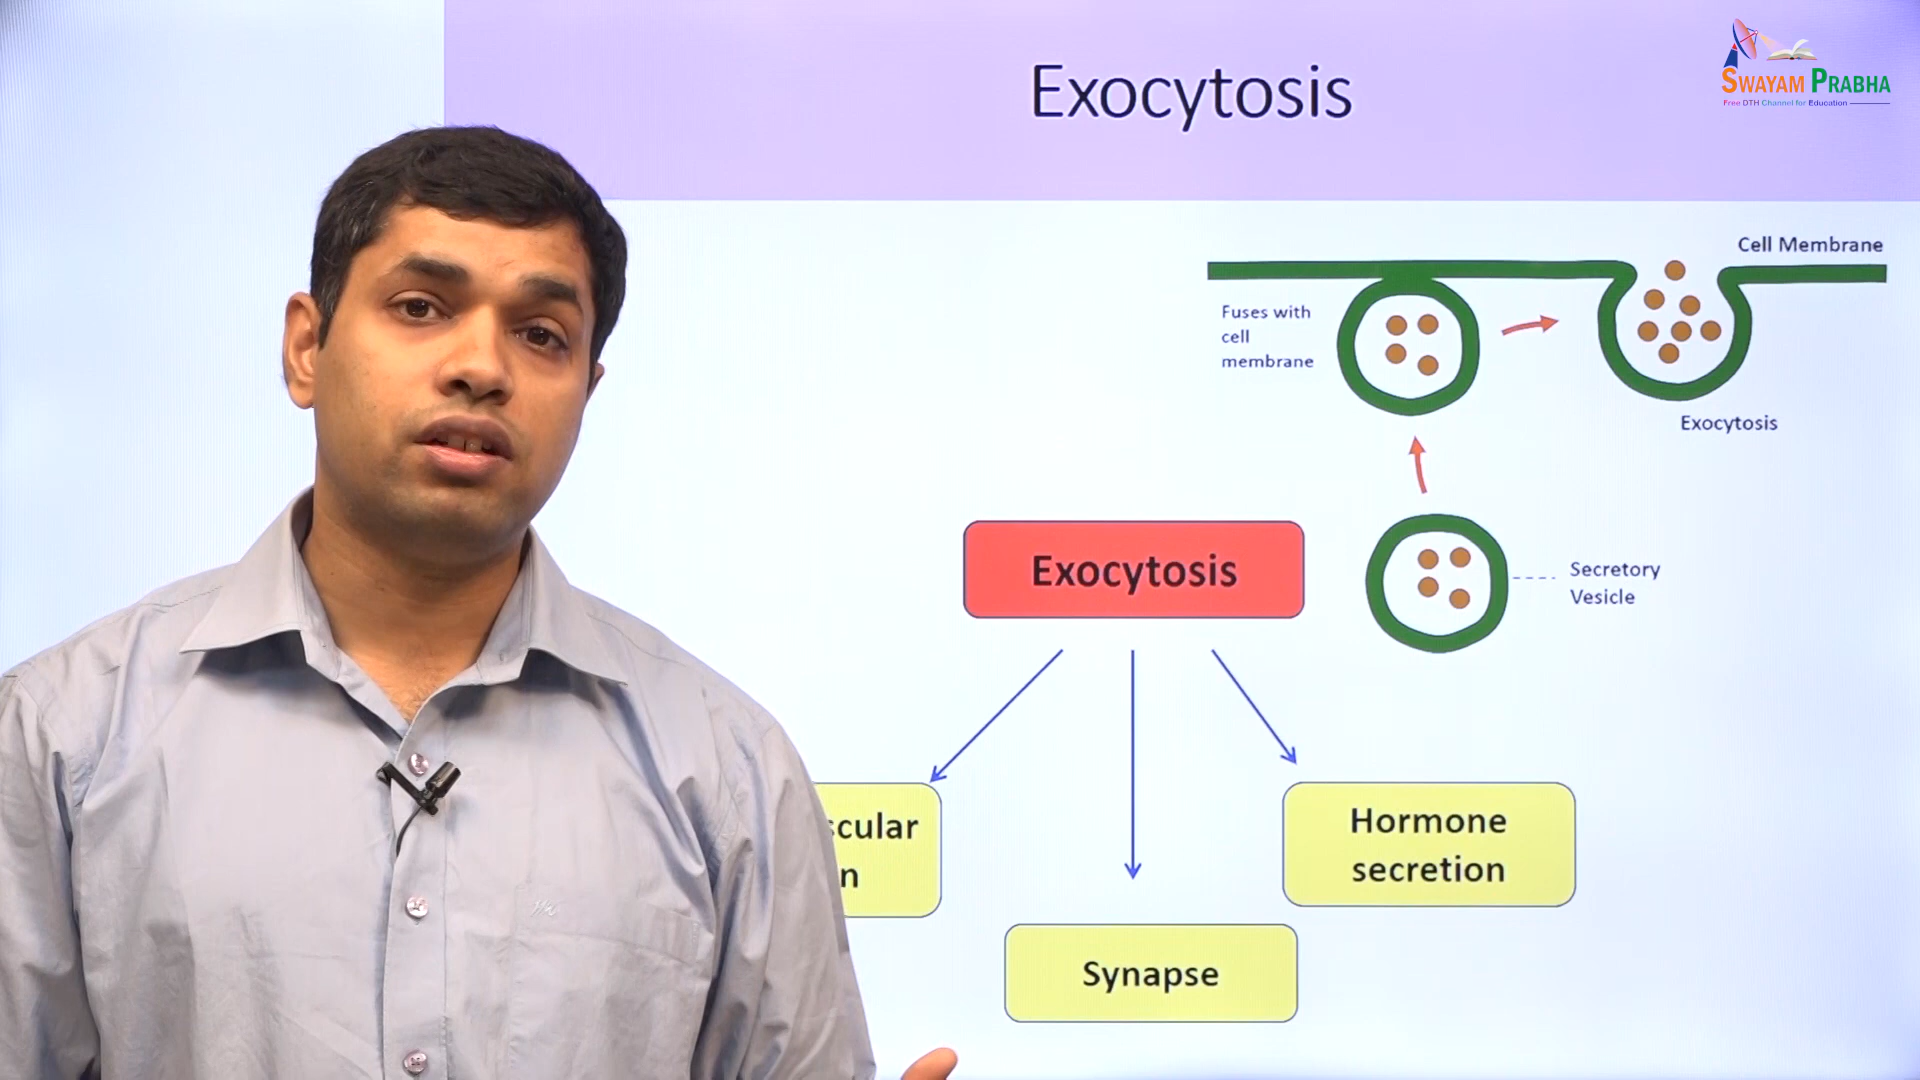 Exocytosis
SWAYAM PRABHA
Free DTH Channel for Education
Cell Membrane
Fuses with
cell
membrane
Exocytosis
Exocytosis
Secretory
Vesicle
Hormone
secretion
Synapse